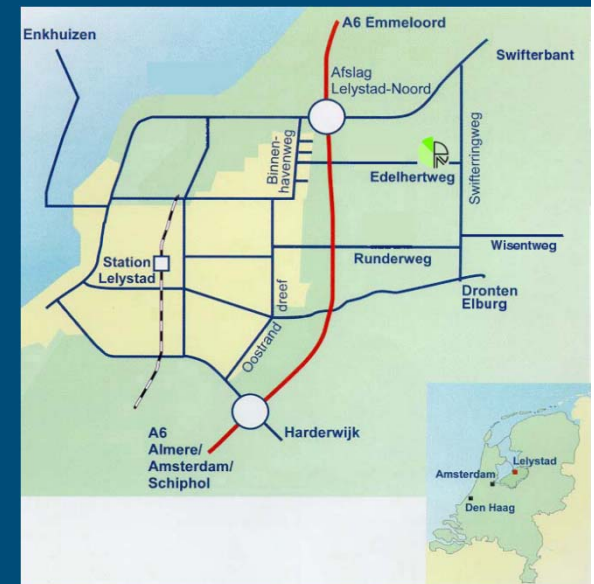 A6 Emmeloord
Enkhuizen
Swifterbant
Afslag
Lelystad-Noord
Binnen-
havenweg
Swifterringweg
Edelhertweg
Wisentweg
Station
Lelystad
Runderweg
dreef
Oostrand
Dronten
Elburg
A6
Almere/
Amsterdam/
Schiphol
Harderwijk
Lelystad
Amsterdam
Den Haag